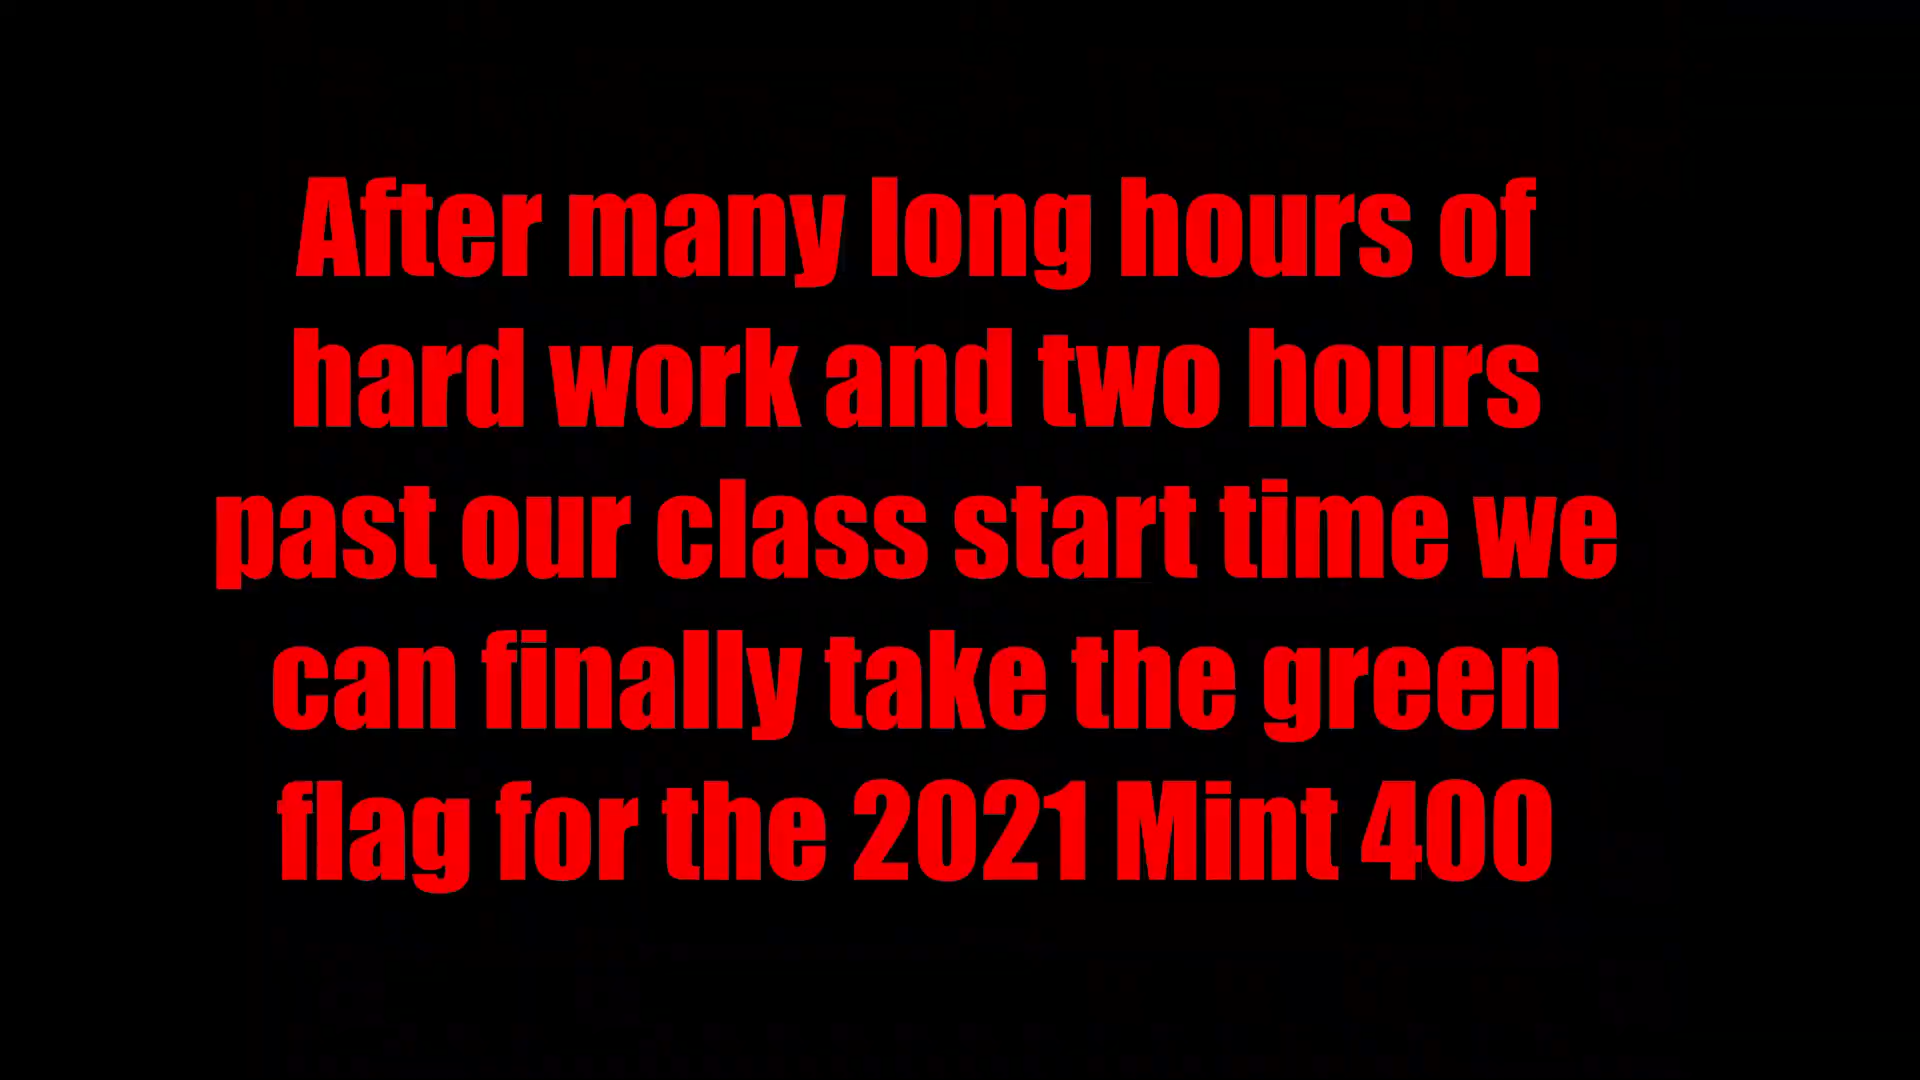 After many long hours of
hard work and two hours
past our class start time we
can finally take the green
flag for the 2021 Mint 400